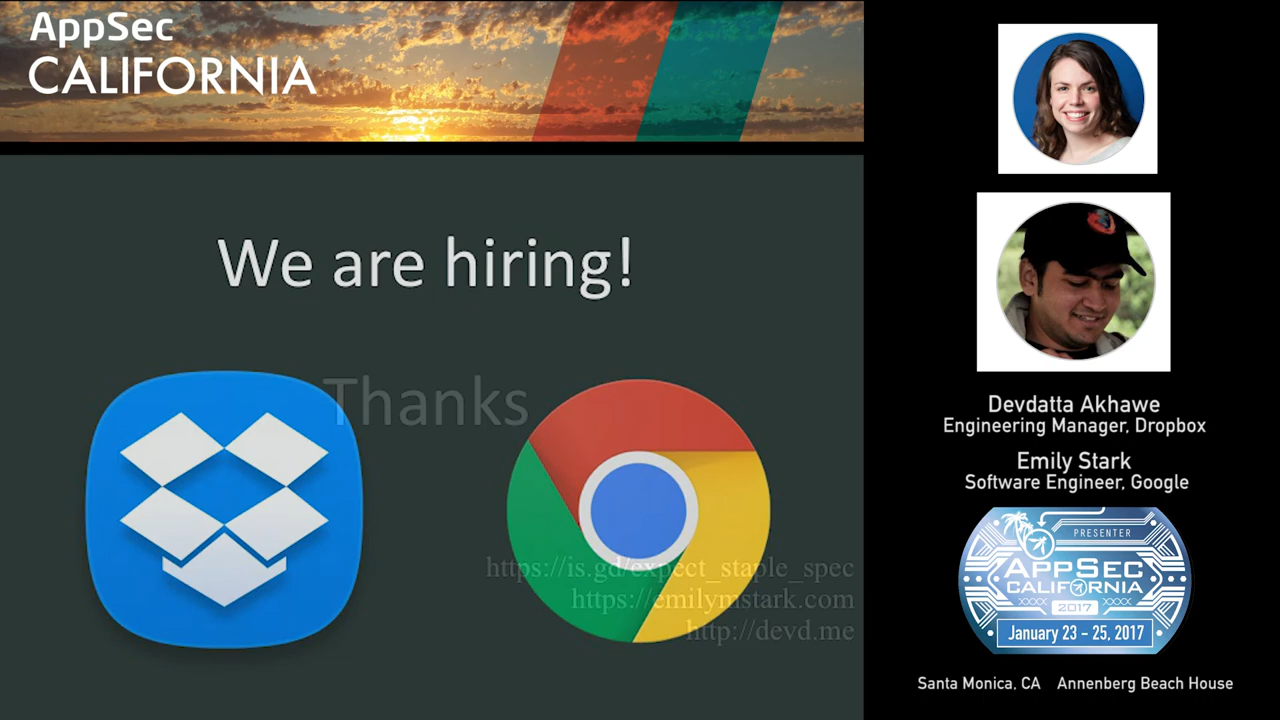 AppSec
CALIFORNIA
We are hiring!
Thanks
https://is.gd/expect_staple_spec
https://emilymstark.com
http://devd.me
Devdatta Akhawe
Engineering Manager, Dropbox
Emily Stark
Software Engineer, Google
PRESENTER
APPSEC
CALIFORNIA
2017
January 23 - 25, 2017
Santa Monica, CA Annenberg Beach House